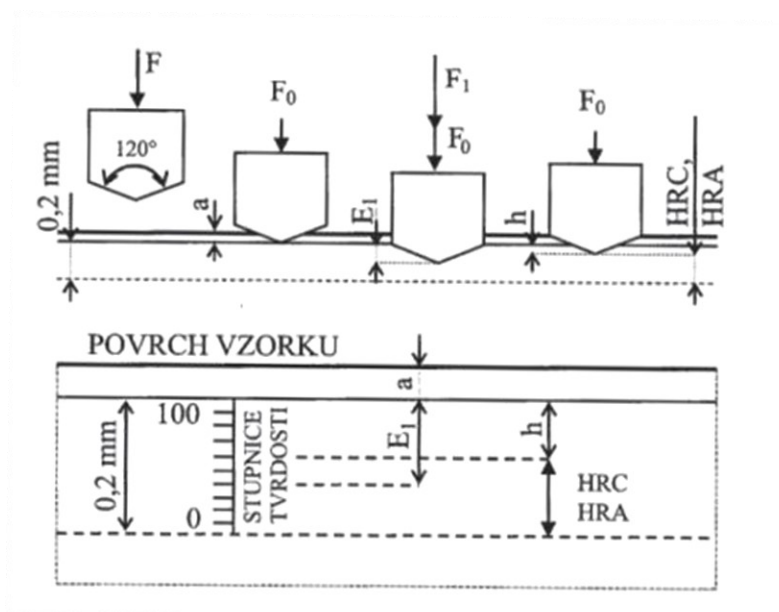 F
F₀
F₁
F₀
F₀
120°
0,2 mm
a
E₁
h
HRC,
HRA
POVRCH VZORKU
a
0,2 mm
100
0
STUPNICE
TVRDOSTI
E₁
h
HRC
HRA